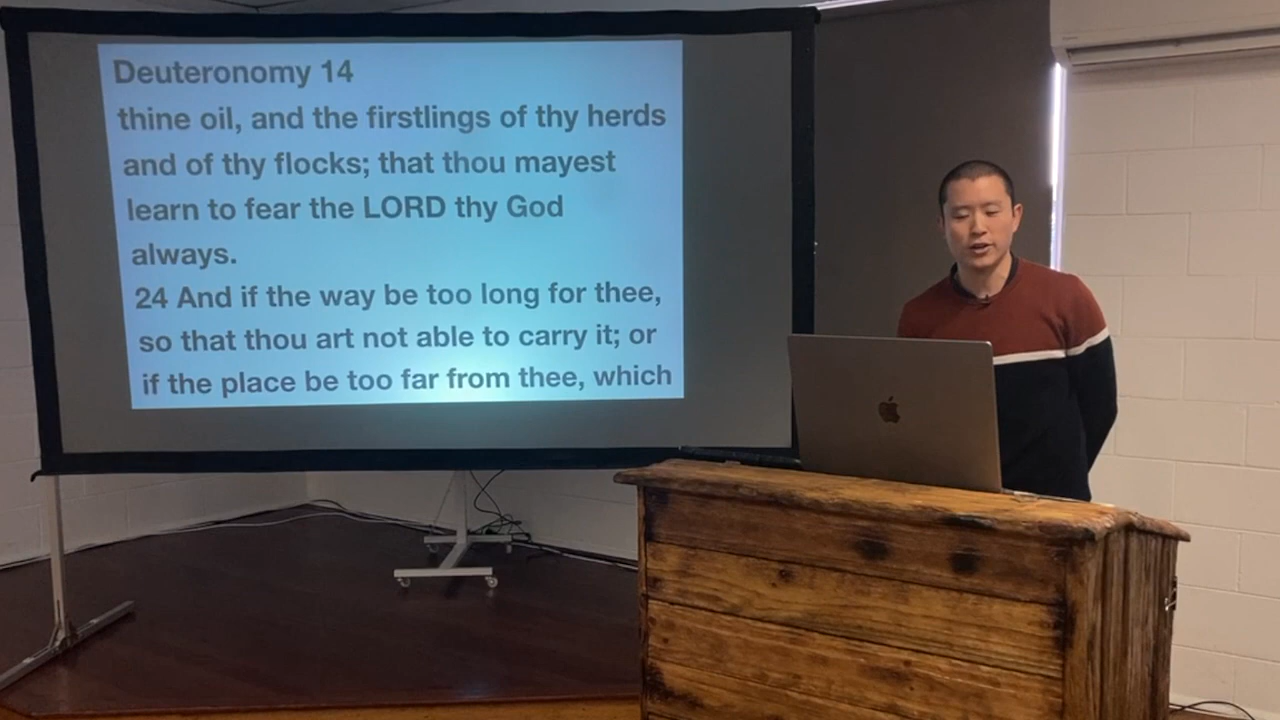 Deuteronomy 14
thine oil, and the firstlings of thy herds
and of thy flocks; that thou mayest
learn to fear the LORD thy God
always.
24 And if the way be too long for thee,
so that thou art not able to carry it; or
if the place be too far from thee, which